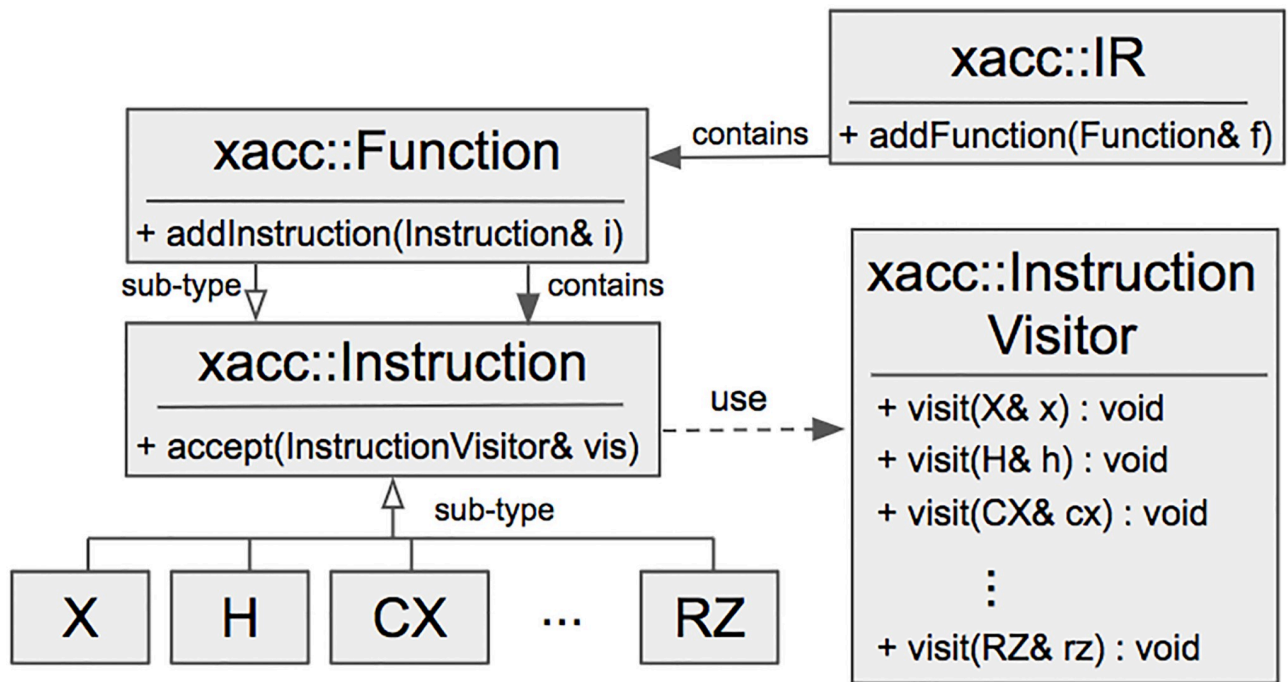 xacc::IR
+ addFunction(Function& f)
contains
xacc::Function
+ addInstruction(Instruction& i)
sub-type
contains
xacc::Instruction
+ accept(InstructionVisitor& vis)
use
xacc::Instruction
Visitor
+ visit(X& x) : void
+ visit(H& h) : void
+ visit(CX& cx) : void
⋮
+ visit(RZ& rz) : void
sub-type
X H CX ... RZ